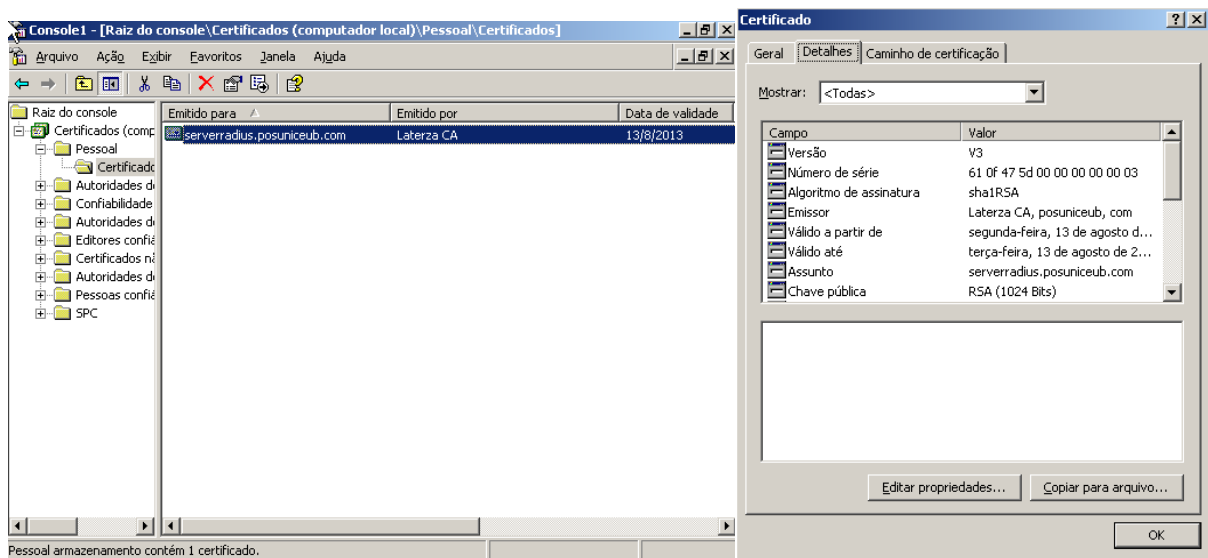 Console1 - [Raiz do console\Certificados (computador local)\Pessoal\Certificados]
Arquivo Ação Exibir Favoritos Janela Ajuda
Raiz do console
Certificados (comp
Pessoal
Certificado
Autoridades d
Confiabilidade
Autoridades d
Editores confiá
Certificados nã
Autoridades d
Pessoas confiá
SPC
Emitido para Emitido por Data de validade
serverradius.posuniceub.com Laterza CA 13/8/2013
Pessoal armazenamento contém 1 certificado.
Certificado
Geral Detalhes Caminho de certificação
Mostrar: <Todas>
Campo Valor
Versão V3
Número de série 61 0f 47 5d 00 00 00 00 00 03
Algoritmo de assinatura sha1RSA
Emissor Laterza CA, posuniceub, com
Válido a partir de segunda-feira, 13 de agosto d...
Válido até terça-feira, 13 de agosto de 2...
Assunto serverradius.posuniceub.com
Chave pública RSA (1024 Bits)
Editar propriedades... Copiar para arquivo...
OK